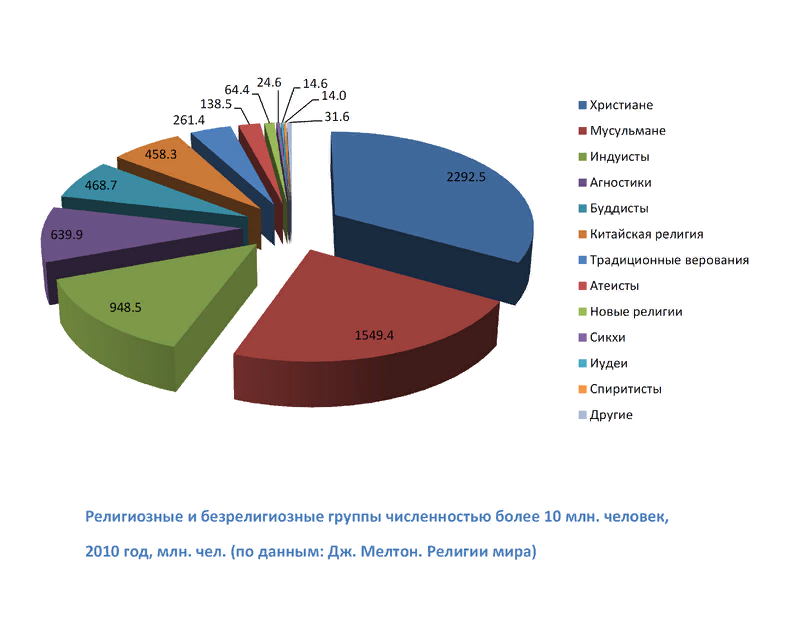 24.6
14.6
64.4
14.0
138.5
31.6
261.4
458.3
2292.5
468.7
639.9
948.5
1549.4
Христиане
Мусульмане
Индуисты
Агностики
Буддисты
Китайская религия
Традиционные верования
Атеисты
Новые религии
Сикхи
Иудеи
Спиритисты
Другие
Религиозные и безрелигиозные группы численностью более 10 млн. человек,
2010 год, млн. чел. (по данным: Дж. Мелтон. Религии мира)